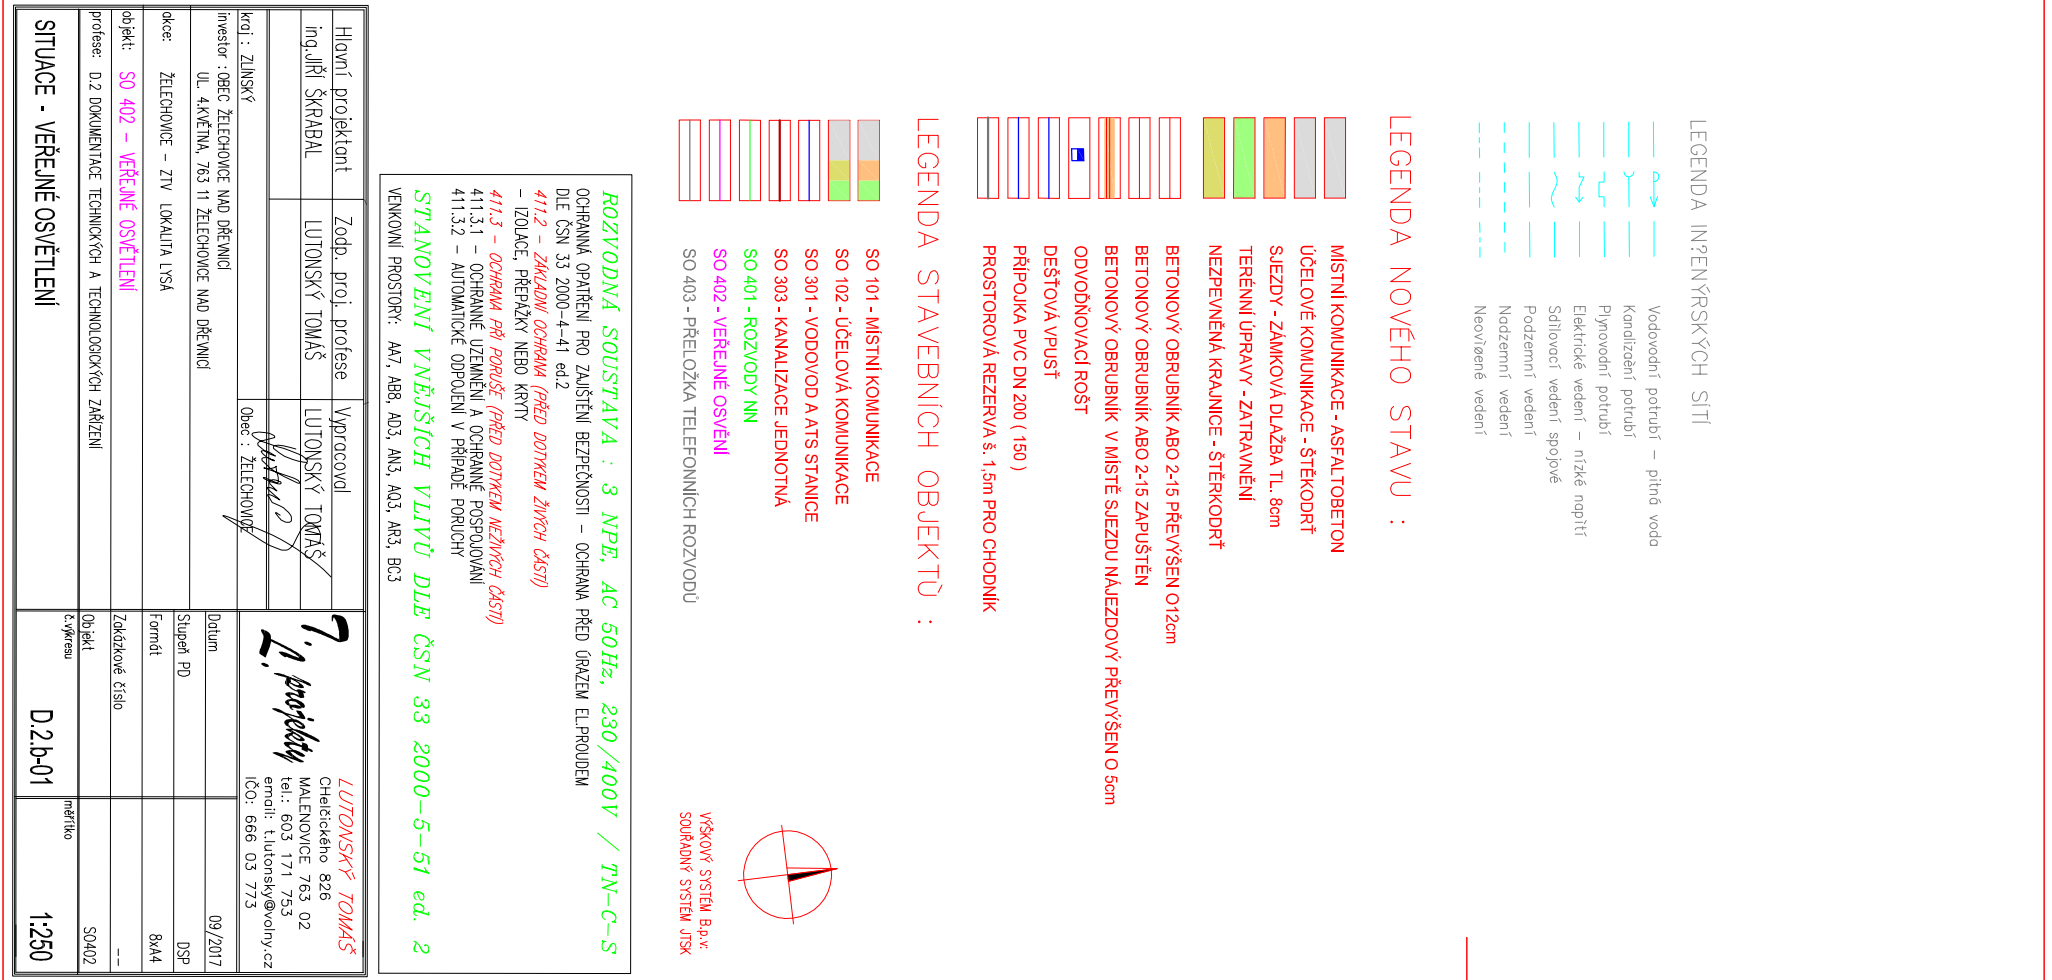 LEGENDA IN?ENÝRSKÝCH SÍTÍ
Vodovodní potrubí - pitná voda
Kanalizaèní potrubí
Plynovodní potrubí
Elektrické vedení - nízké napìtí
Sdìlovací vedení spojové
Podzemní vedení
Nadzemní vedení
Neovìøené vedení
LEGENDA NOVÉHO STAVU :
MÍSTNÍ KOMUNIKACE - ASFALTOBETON
ÚČELOVÉ KOMUNIKACE - ŠTĚKODRŤ
SJEZDY - ZÁMKOVÁ DLAŽBA TL. 8cm
TERÉNNÍ ÚPRAVY - ZATRAVNĚNÍ
NEZPEVNĚNÁ KRAJNICE - ŠTĚRKODRŤ
BETONOVÝ OBRUBNÍK ABO 2-15 PŘEVÝŠEN O12cm
BETONOVÝ OBRUBNÍK ABO 2-15 ZAPUŠTĚN
BETONOVÝ OBRUBNÍK V MÍSTĚ SJEZDU NÁJEZDOVÝ PŘEVÝŠEN O 5cm
ODVODŇOVACÍ ROŠT
DEŠŤOVÁ VPUSŤ
PŘÍPOJKA PVC DN 200 ( 150 )
PROSTOROVÁ REZERVA š. 1,5m PRO CHODNÍK
LEGENDA STAVEBNÍCH OBJEKTÙ :
SO 101 - MÍSTNÍ KOMUNIKACE
SO 102 - ÚČELOVÁ KOMUNIKACE
SO 301 - VODOVOD A ATS STANICE
SO 303 - KANALIZACE JEDNOTNÁ
SO 401 - ROZVODY NN
SO 402 - VEŘEJNÉ OSVĚNÍ
SO 403 - PŘELOŽKA TELEFONNÍCH ROZVODŮ
VÝŠKOVÝ SYSTÉM B.p.v.
SOUŘADNÝ SYSTÉM JTSK
ROZVODNÁ SOUSTAVA : 3 NPE, AC 50Hz, 230/400V / TN-C-S
OCHRANNÁ OPATŘENÍ PRO ZAJIŠTĚNÍ BEZPEČNOSTI - OCHRANA PŘED ÚRAZEM EL.PROUDEM
DLE ČSN 33 2000-4-41 ed.2
411.2 - ZÁKLADNÍ OCHRANA (PŘED DOTYKEM ŽIVÝCH ČÁSTÍ)
- IZOLACE, PŘEPÁŽKY NEBO KRYTY
411.3 - OCHRANA PŘI PORUŠE (PŘED DOTYKEM NEŽIVÝCH ČÁSTÍ)
411.3.1 - OCHRANNÉ UZEMNĚNÍ A OCHRANNÉ POSPOJOVÁNÍ
411.3.2 - AUTOMATICKÉ ODPOJENÍ V PŘÍPADĚ PORUCHY
STANOVENÍ VNĚJŠÍCH VLIVŮ DLE ČSN 33 2000-5-51 ed. 2
VENKOVNÍ PROSTORY: AA7, AB8, AD3, AN3, AQ3, AR3, BC3
Hlavní projektant
Zodp. proj. profese
Vypracoval
ing.JIŘÍ ŠKRABAL
LUTONSKÝ TOMÁŠ
LUTONSKÝ TOMÁŠ
kraj : ZLÍNSKÝ
Obec : ŽELECHOVICE
investor : OBEC ŽELECHOVICE NAD DŘEVNICÍ
UL. 4.KVĚTNA, 763 11 ŽELECHOVICE NAD DŘEVNICÍ
akce: ŽELECHOVICE - ZTV LOKALITA LYSÁ
objekt: SO 402 - VEŘEJNÉ OSVĚTLENÍ
profese: D.2 DOKUMENTACE TECHNICKÝCH A TECHNOLOGICKÝCH ZAŘÍZENÍ
SITUACE - VEŘEJNÉ OSVĚTLENÍ
T.L. projekty
LUTONSKÝ TOMÁŠ
CHelčického 826
MALENOVICE 763 02
tel.: 603 171 753
email: t.lutonsky@volny.cz
IČO: 666 03 773
Datum 09/2017
Stupeň PD DSP
Formát 8xA4
Zakázkové číslo --
Objekt SO402
č.výkresu
D.2.b-01
měřítko
1:250